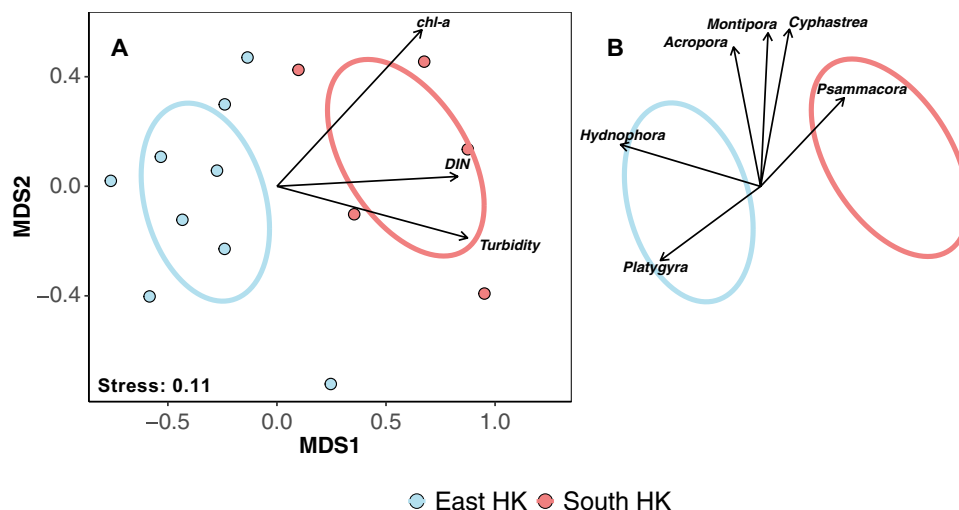 A
chl-a
DIN
Turbidity
0.4
0.0
−0.4
MDS2
Stress: 0.11
−0.5
0.0
0.5
1.0
MDS1
B
Montipora
Cyphastrea
Acropora
Psammacora
Hydnophora
Platygyra
East HK
South HK